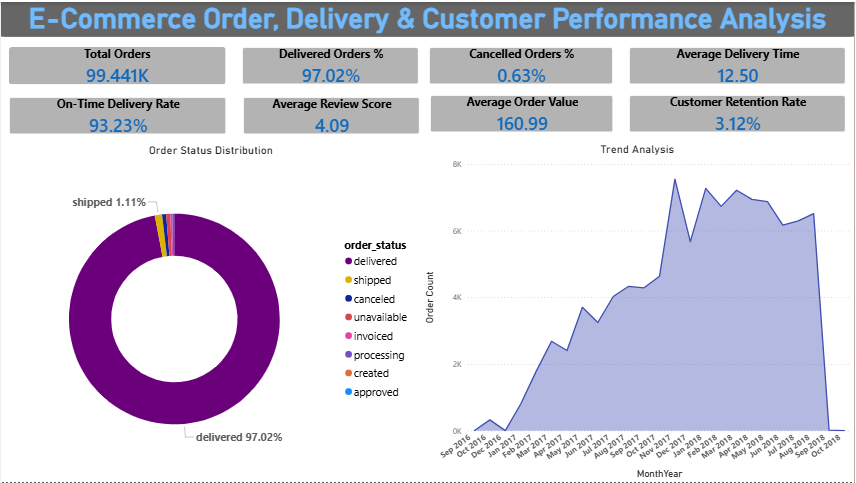 E-Commerce Order, Delivery & Customer Performance Analysis
Total Orders
99.441K
Delivered Orders %
97.02%
Cancelled Orders %
0.63%
Average Delivery Time
12.50
On-Time Delivery Rate
93.23%
Average Review Score
4.09
Average Order Value
160.99
Customer Retention Rate
3.12%
Order Status Distribution
shipped 1.11%
delivered 97.02%
order_status
delivered
shipped
canceled
unavailable
invoiced
processing
created
approved
Trend Analysis
Order Count
8K
6K
4K
2K
0K
Sep 2016
Oct 2016
Dec 2016
Jan 2017
Feb 2017
Mar 2017
Apr 2017
May 2017
Jun 2017
Jul 2017
Aug 2017
Sep 2017
Oct 2017
Nov 2017
Dec 2017
Jan 2018
Feb 2018
Mar 2018
Apr 2018
May 2018
Jun 2018
Jul 2018
Aug 2018
Sep 2018
Oct 2018
MonthYear